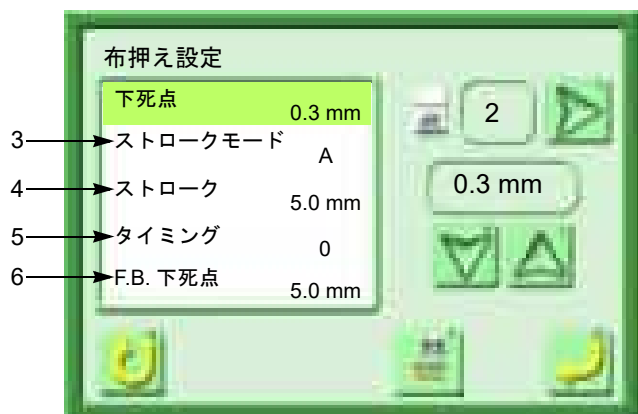 布押え設定
下死点
0.3 mm
3 ストロークモード
A
4 ストローク
5.0 mm
5 タイミング
0
6 F.B. 下死点
5.0 mm
2
0.3 mm